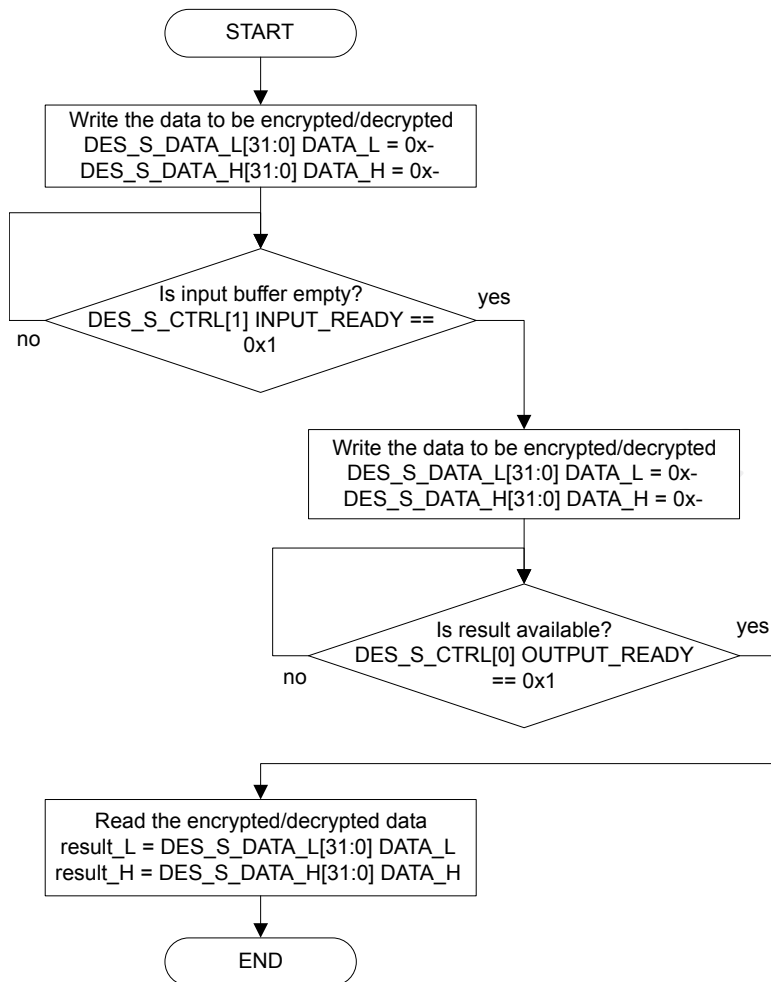 START
Write the data to be encrypted/decrypted
DES_S_DATA_L[31:0] DATA_L = 0x-
DES_S_DATA_H[31:0] DATA_H = 0x-
Is input buffer empty?
DES_S_CTRL[1] INPUT_READY ==
0x1
no
yes
Write the data to be encrypted/decrypted
DES_S_DATA_L[31:0] DATA_L = 0x-
DES_S_DATA_H[31:0] DATA_H = 0x-
Is result available?
DES_S_CTRL[0] OUTPUT_READY
== 0x1
no
yes
Read the encrypted/decrypted data
result_L = DES_S_DATA_L[31:0] DATA_L
result_H = DES_S_DATA_H[31:0] DATA_H
END